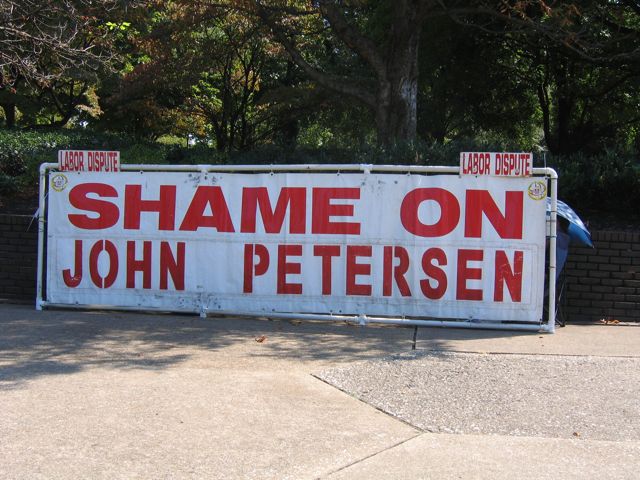 LABOR DISPUTE
LABOR DISPUTE
SHAME ON
JOHN PETERSEN